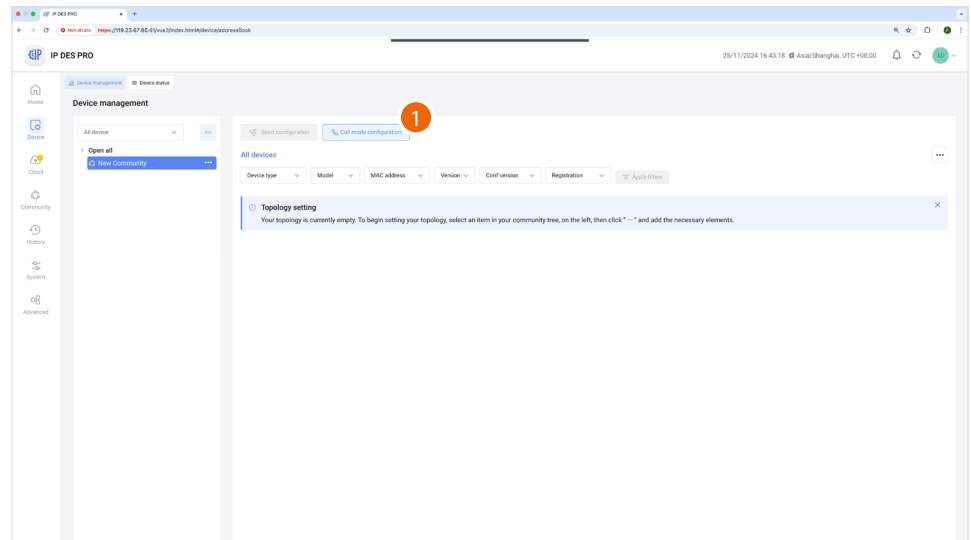 IP DES PRO
Non sicuro https://119.23.67.85:81/vue3/index.html#/device/addressBook
IP DES PRO
25/11/2024 16:43:18 Asia/Shanghai, UTC +08:00
AD
Device management
Device status
Home
Device management
Device
All device
Send configuration
Call mode configuration
1
Open all
New Community
All devices
Cloud
Device type
Model
MAC address
Version
Conf version
Registration
Apply filters
Community
Topology setting
Your topology is currently empty. To begin setting your topology, select an item in your community tree, on the left, then click " ··· " and add the necessary elements.
History
System
Advanced